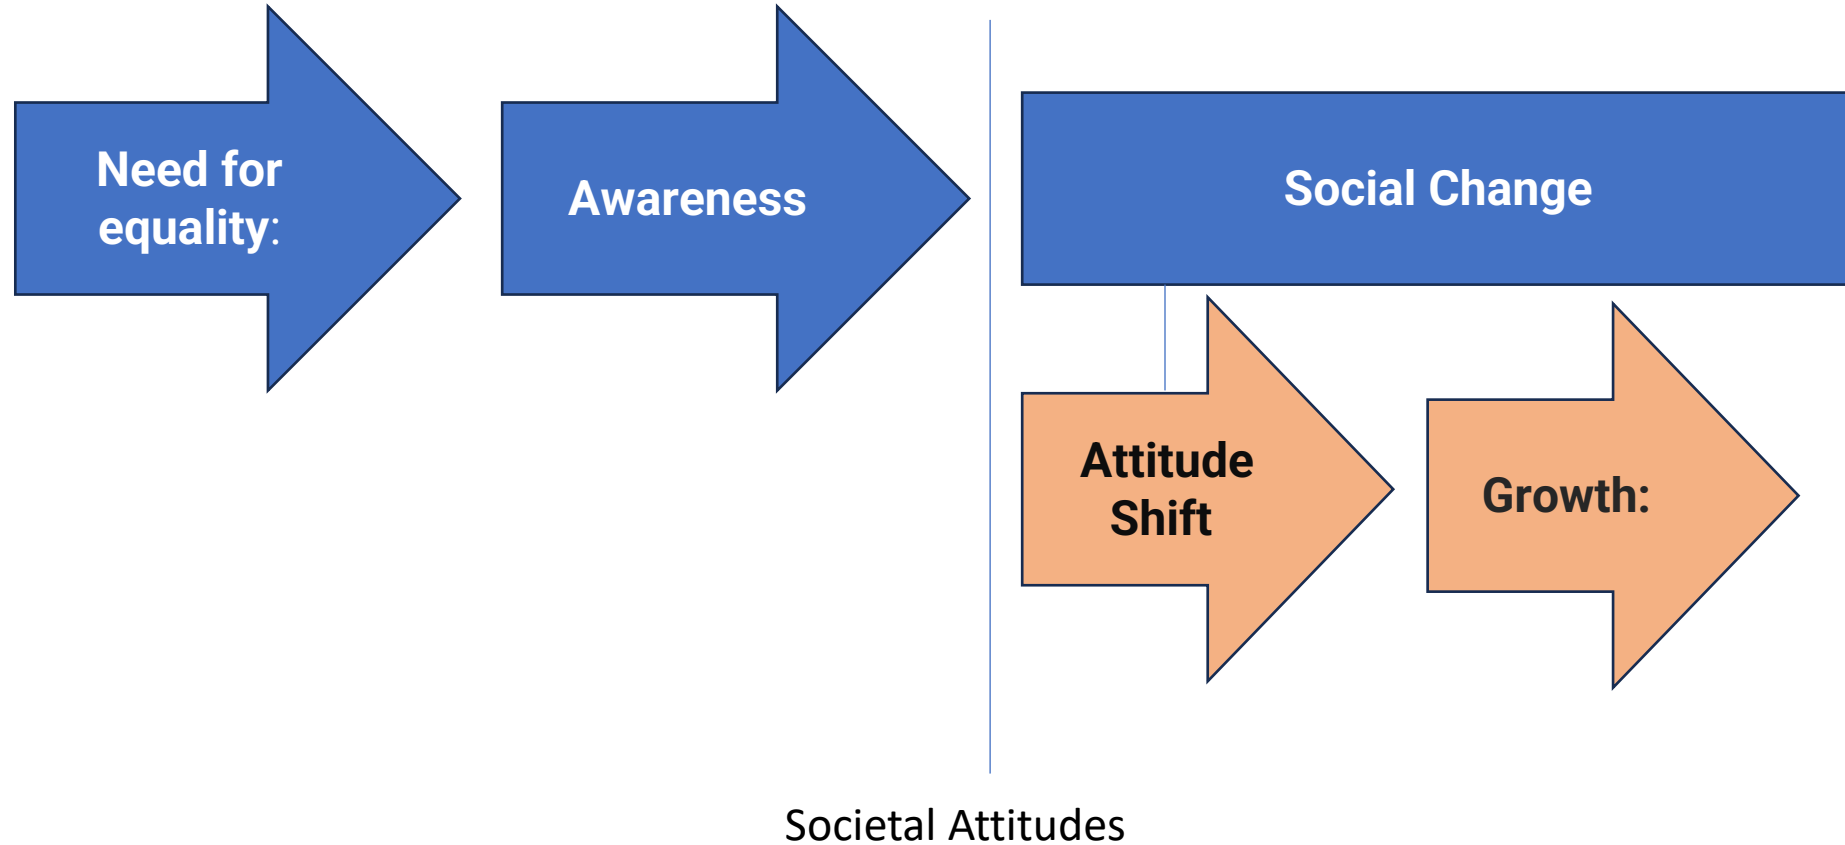 Need for
equality:
Awareness
Social Change
Attitude
Shift
Growth:
Societal Attitudes